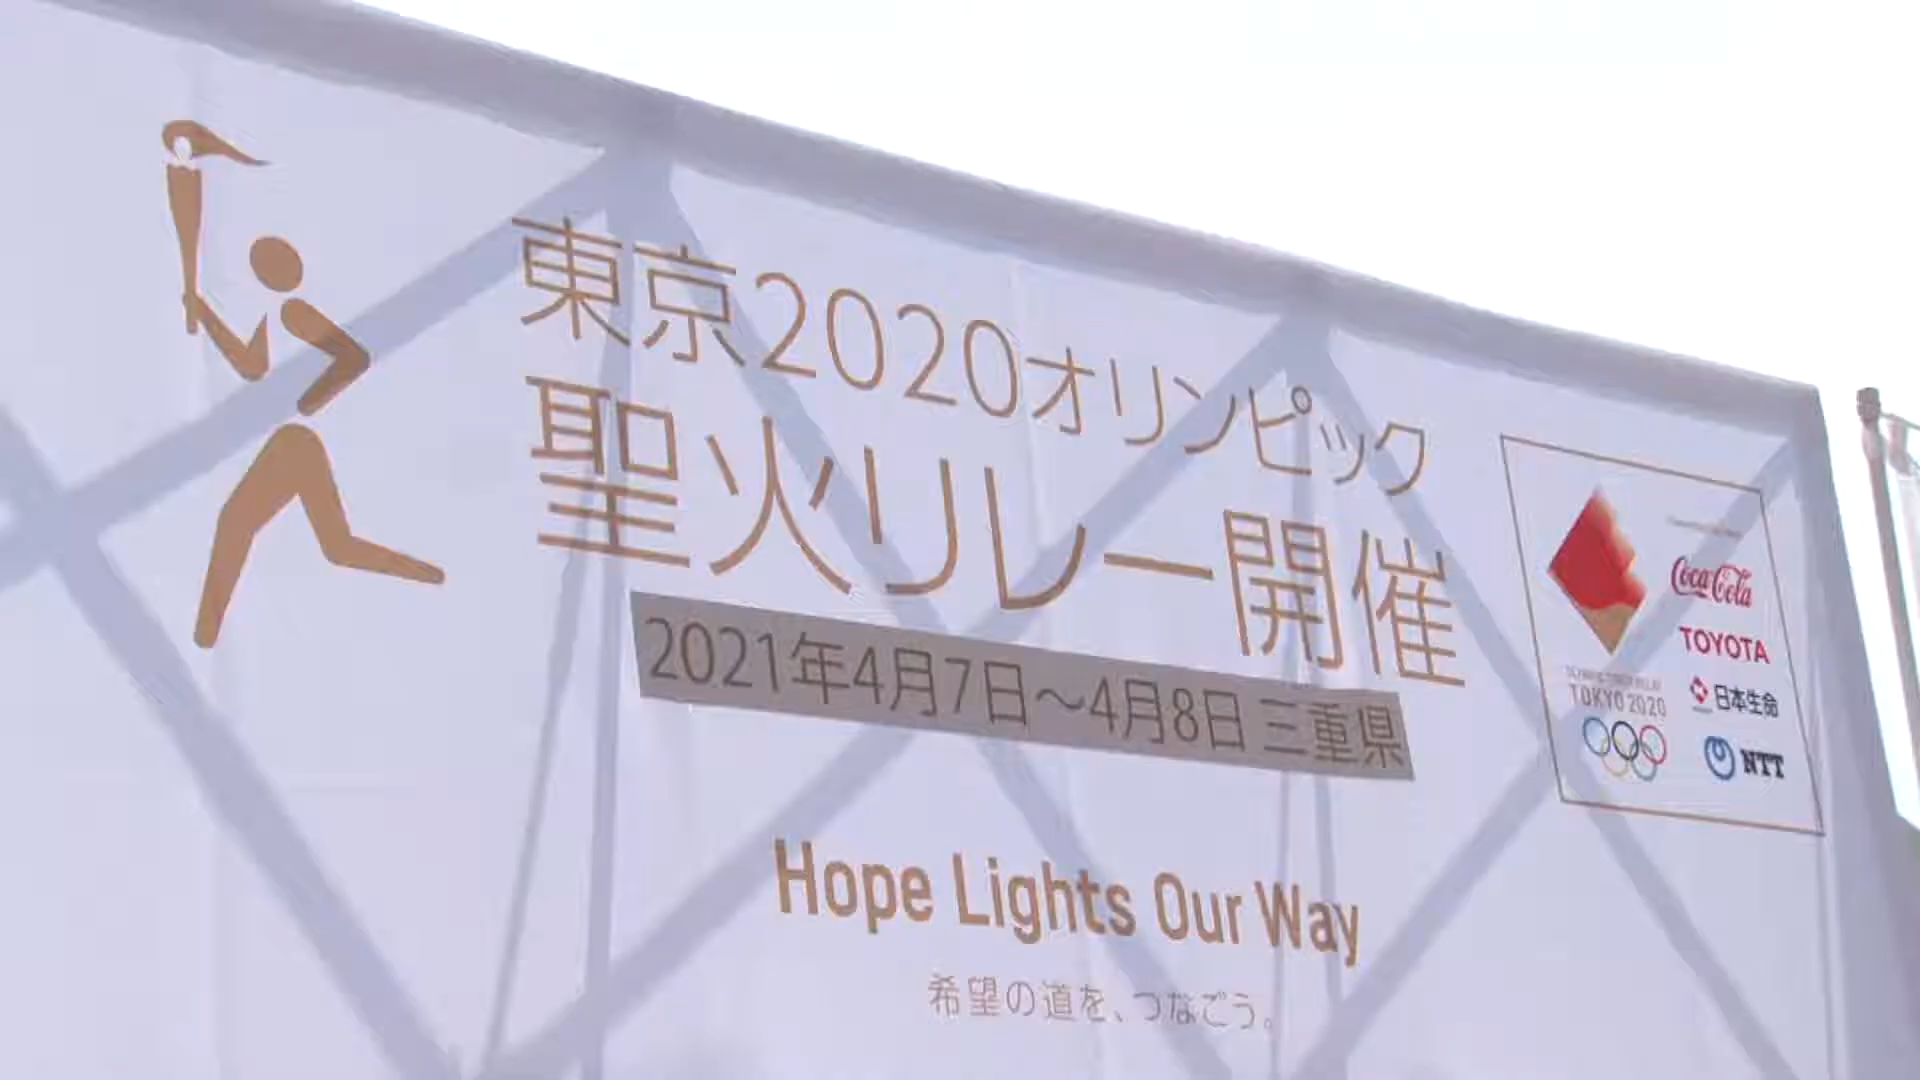 東京2020オリンピック
聖火リレー開催
2021年4月7日～4月8日 三重県
Hope Lights Our Way
希望の道を、つなごう。
Coca-Cola
TOYOTA
日本生命
NTT
OLYMPIC TORCH RELAY
TOKYO 2020